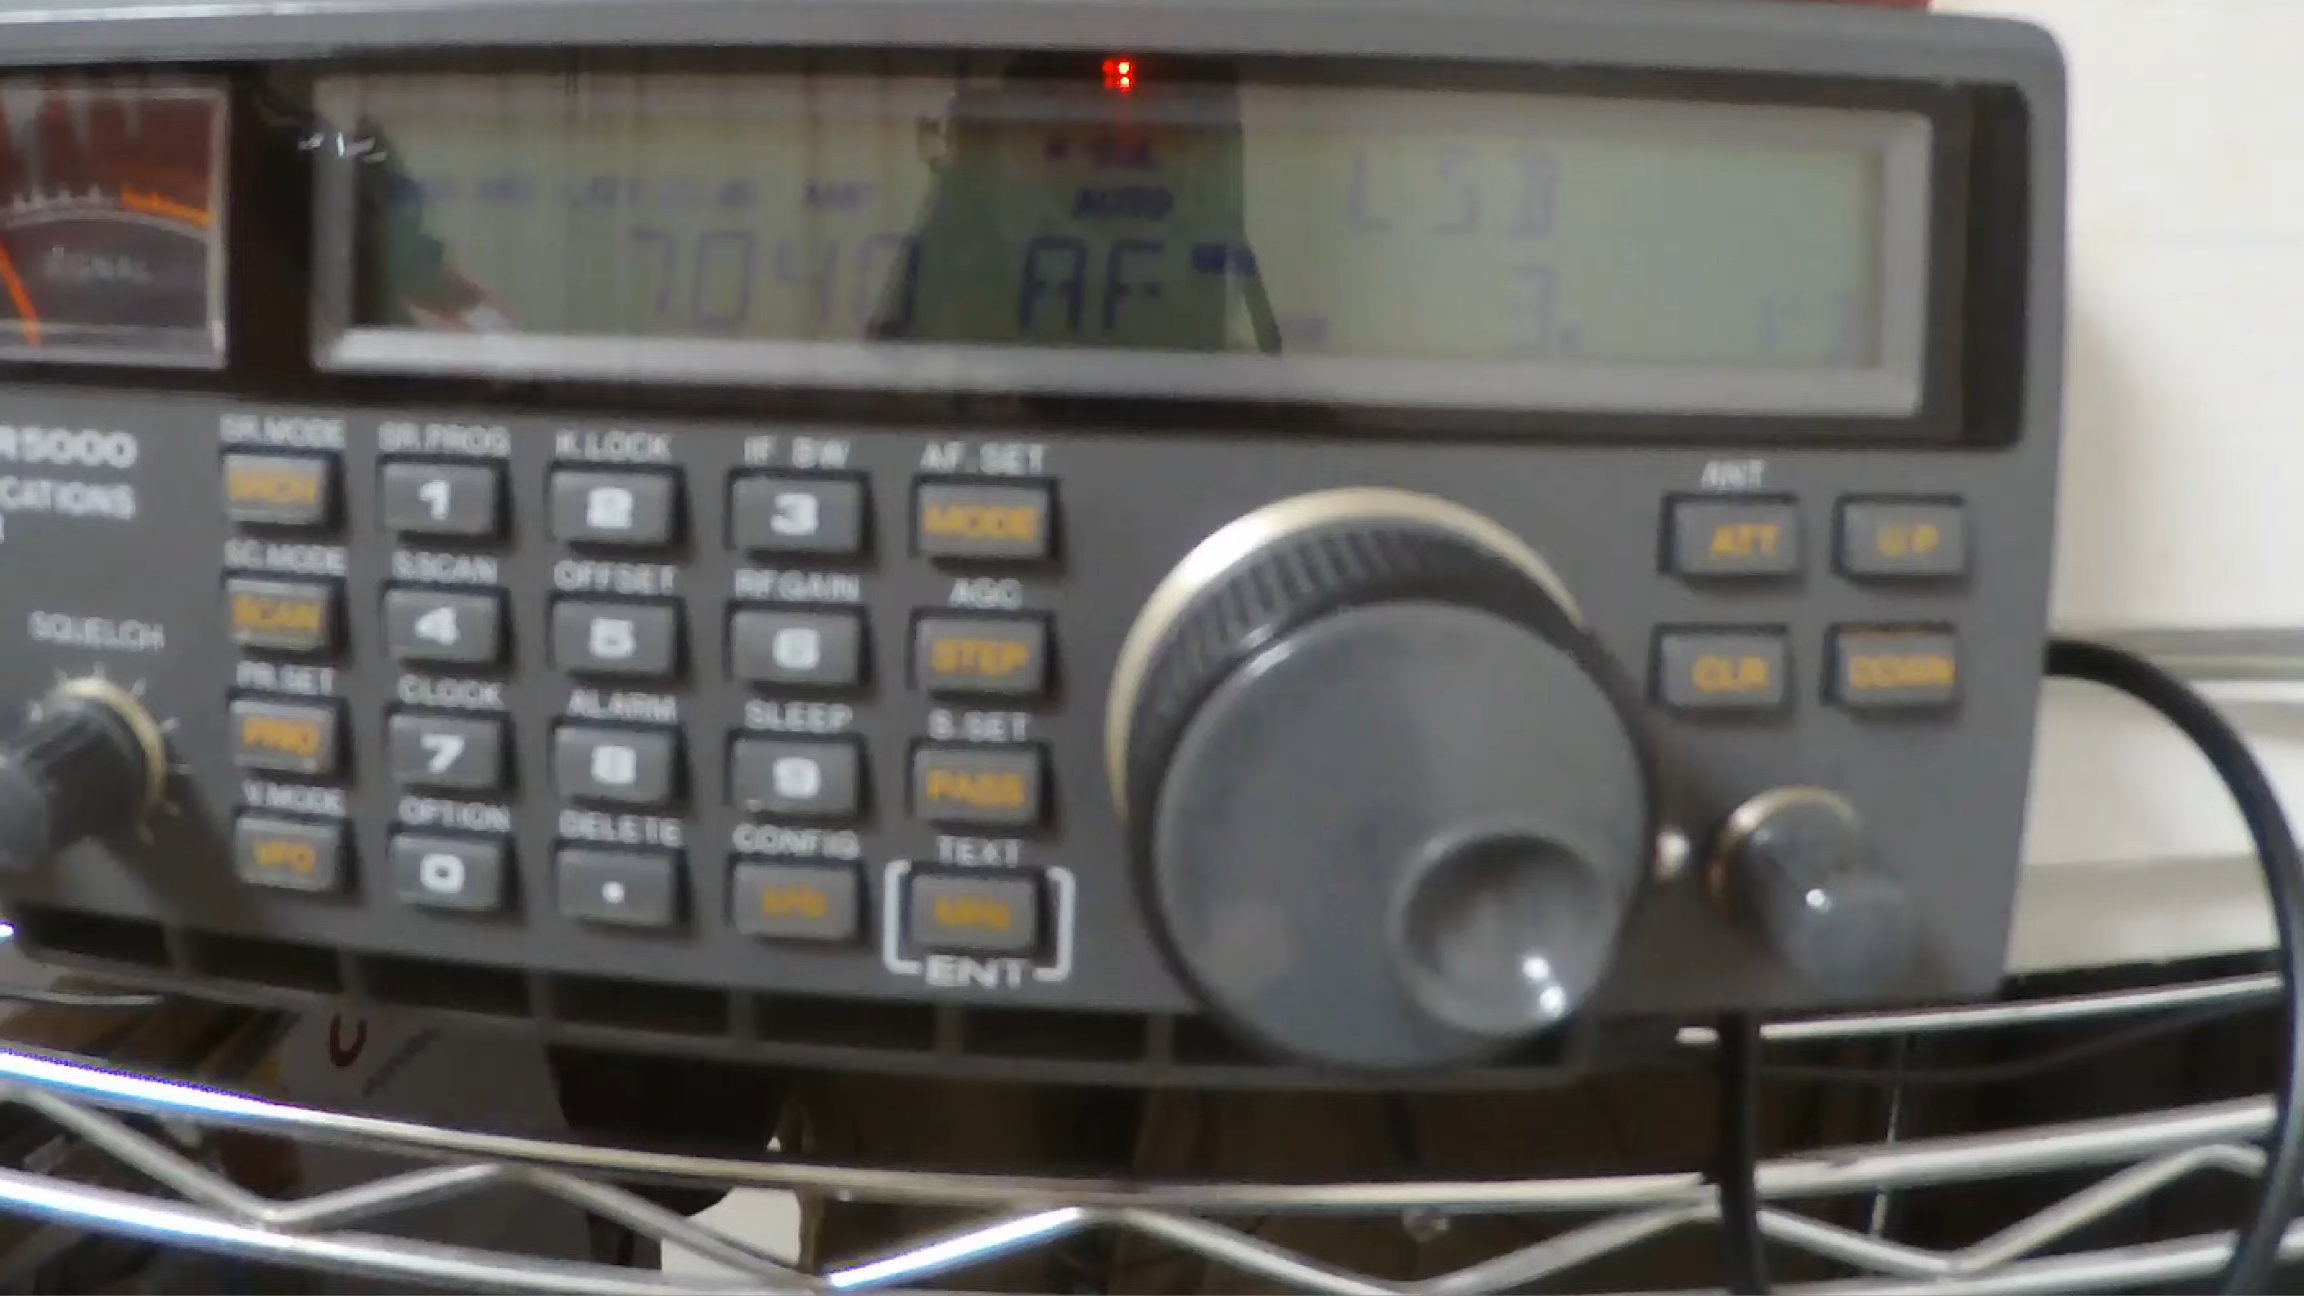 LSB
AUTO
7040 AF
3.
SIGNAL
R5000
CATIONS
SQUELCH
SR.MODE SR.PROG K.LOCK IF BW AF.SET
1 2 3 MODE
SC.MODE S.SCAN OFFSET RF.GAIN AGC
SCAN 4 5 6 STEP
PR.SET CLOCK ALARM SLEEP S.SET
PRO 7 8 9 PASS
V.MODE OPTION DELETE CONFIG TEXT
VFO 0 .
ENT
ANT
ATT UP
CLR DOWN